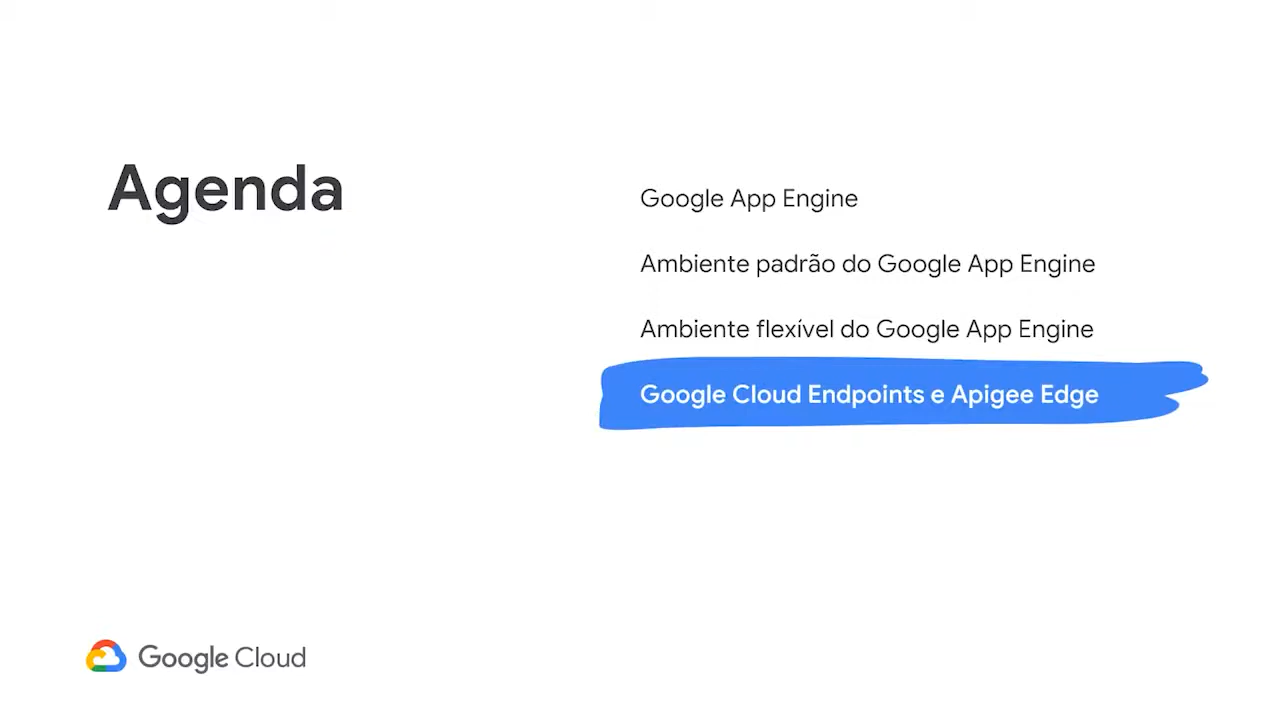 Agenda
Google App Engine
Ambiente padrão do Google App Engine
Ambiente flexível do Google App Engine
Google Cloud Endpoints e Apigee Edge
Google Cloud